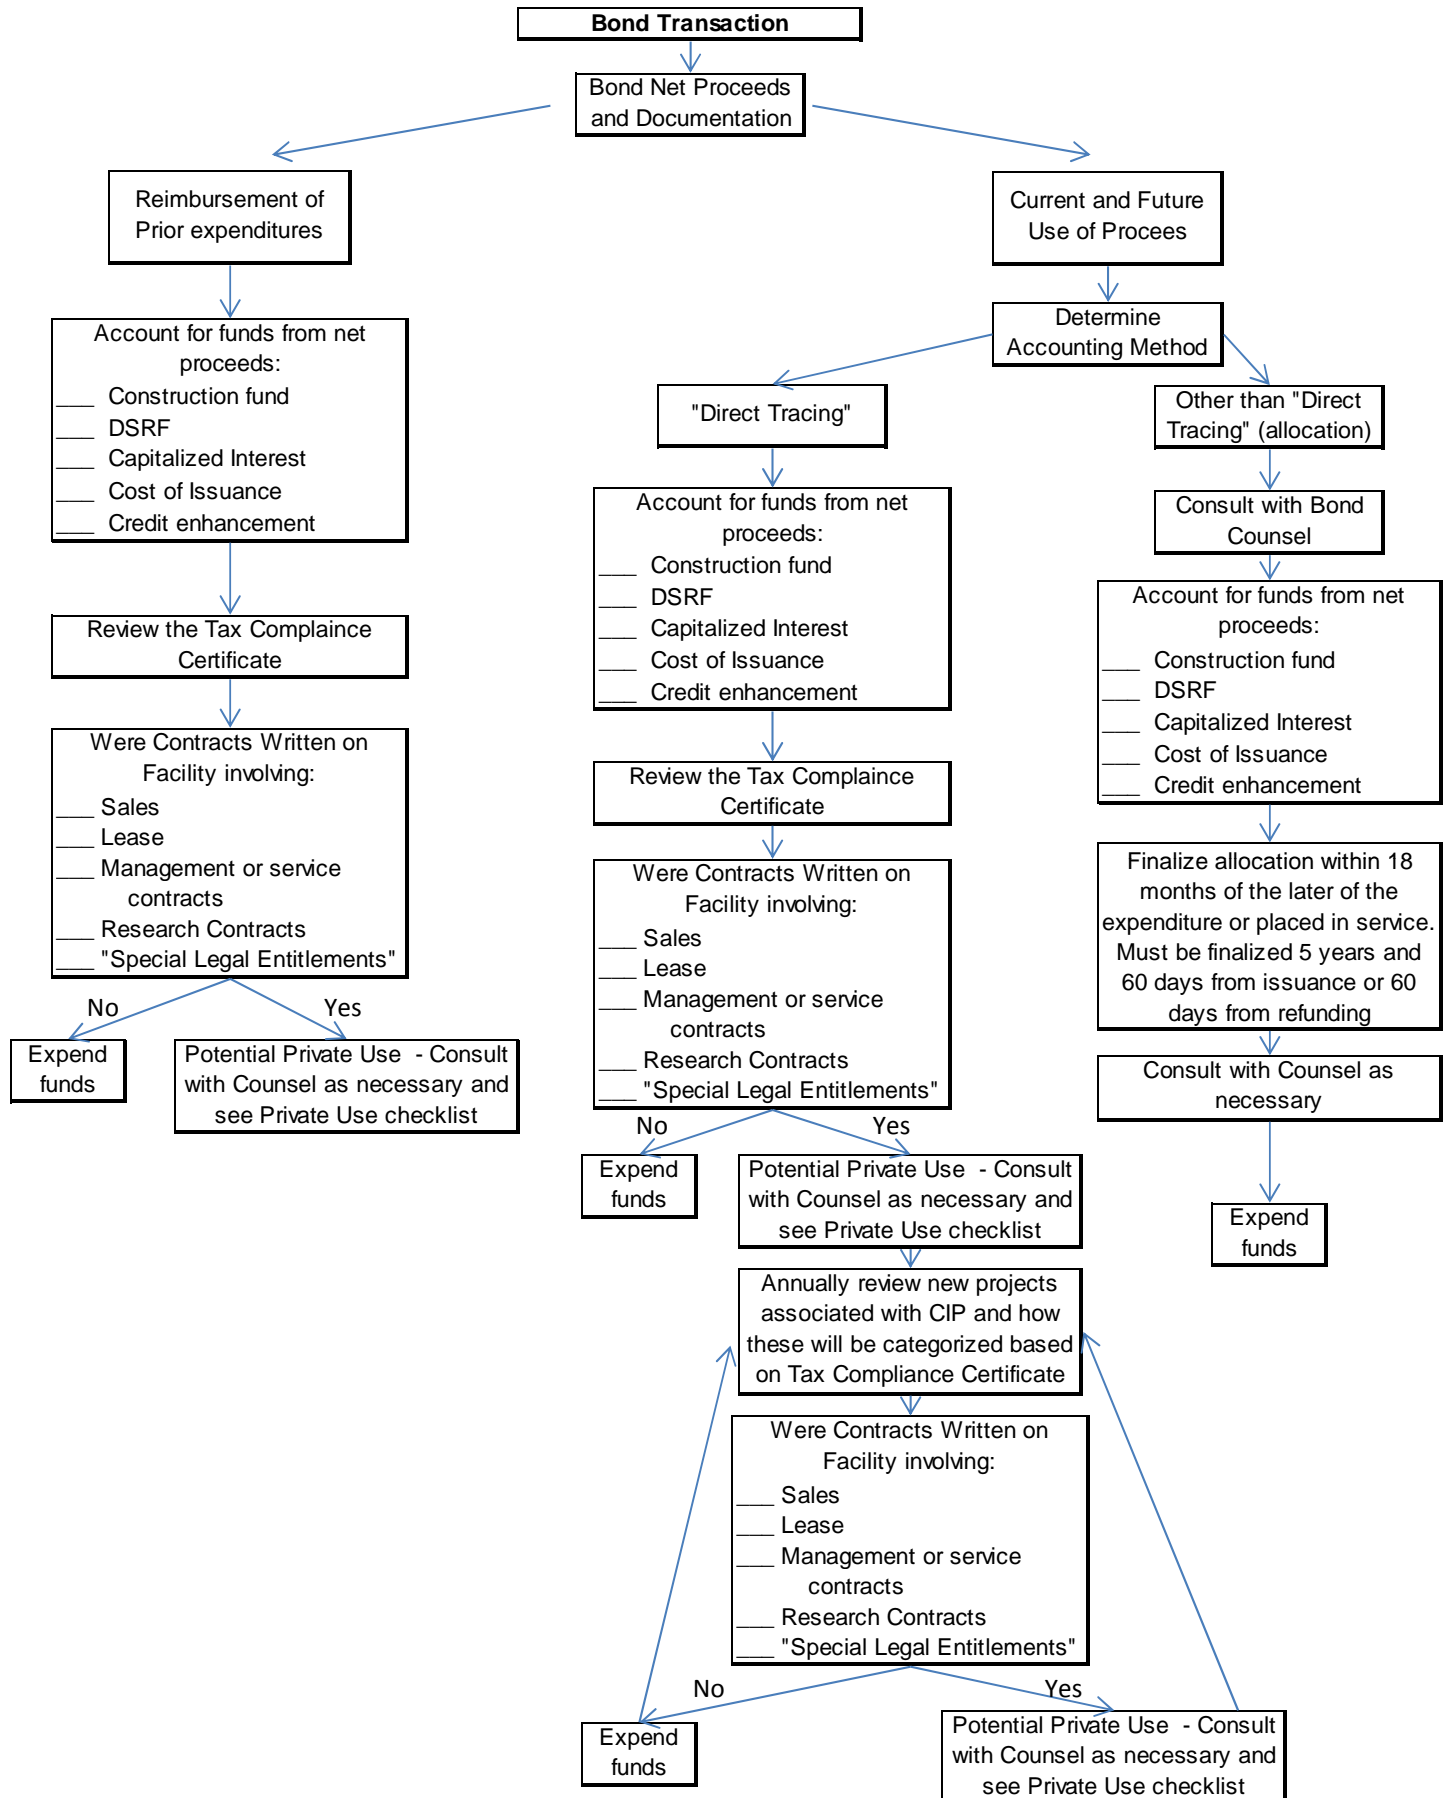 Bond Transaction
Bond Net Proceeds
and Documentation
Reimbursement of
Prior expenditures
Account for funds from net
proceeds:
___ Construction fund
___ DSRF
___ Capitalized Interest
___ Cost of Issuance
___ Credit enhancement
Review the Tax Complaince
Certificate
Were Contracts Written on
Facility involving:
___ Sales
___ Lease
___ Management or service
contracts
___ Research Contracts
___ "Special Legal Entitlements"
No
Yes
Expend
funds
Potential Private Use - Consult
with Counsel as necessary and
see Private Use checklist
Current and Future
Use of Procees
Determine
Accounting Method
"Direct Tracing"
Account for funds from net
proceeds:
___ Construction fund
___ DSRF
___ Capitalized Interest
___ Cost of Issuance
___ Credit enhancement
Review the Tax Complaince
Certificate
Were Contracts Written on
Facility involving:
___ Sales
___ Lease
___ Management or service
contracts
___ Research Contracts
___ "Special Legal Entitlements"
No
Yes
Expend
funds
Potential Private Use - Consult
with Counsel as necessary and
see Private Use checklist
Annually review new projects
associated with CIP and how
these will be categorized based
on Tax Compliance Certificate
Were Contracts Written on
Facility involving:
___ Sales
___ Lease
___ Management or service
contracts
___ Research Contracts
___ "Special Legal Entitlements"
No
Yes
Expend
funds
Potential Private Use - Consult
with Counsel as necessary and
see Private Use checklist
Other than "Direct
Tracing" (allocation)
Consult with Bond
Counsel
Account for funds from net
proceeds:
___ Construction fund
___ DSRF
___ Capitalized Interest
___ Cost of Issuance
___ Credit enhancement
Finalize allocation within 18
months of the later of the
expenditure or placed in service.
Must be finalized 5 years and
60 days from issuance or 60
days from refunding
Consult with Counsel as
necessary
Expend
funds